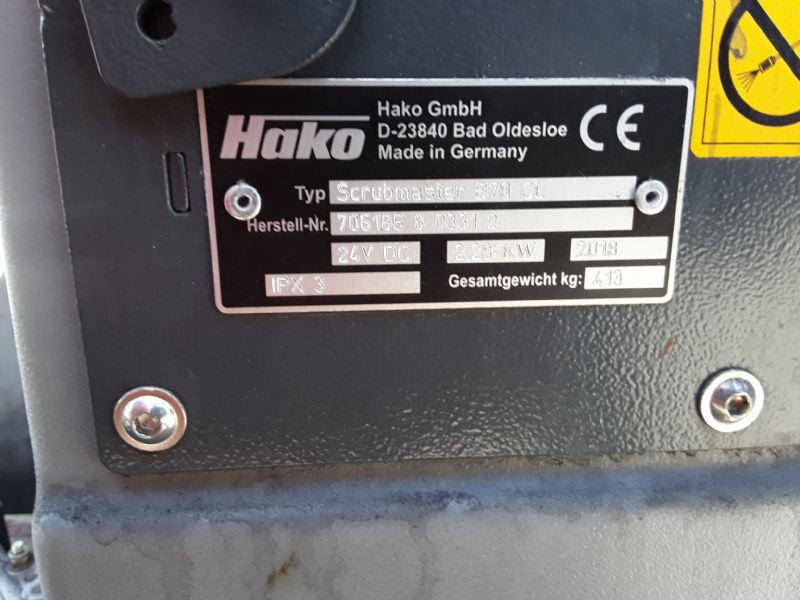 Hako
Hako GmbH
D-23840 Bad Oldesloe
Made in Germany
CE
Typ Scrubmaster B70 CL
Herstell-Nr. 706185 8 0331 2
24V DC 2.28 KW 2018
IPX 3 Gesamtgewicht kg: 413